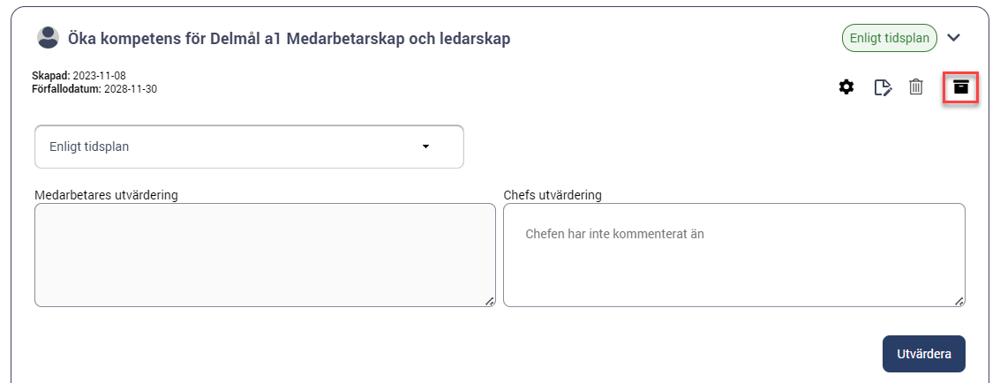 Öka kompetens för Delmål a1 Medarbetarskap och ledarskap
Enligt tidsplan
Skapad: 2023-11-08
Förfallodatum: 2028-11-30
Enligt tidsplan
Medarbetares utvärdering
Chefs utvärdering
Chefen har inte kommenterat än
Utvärdera